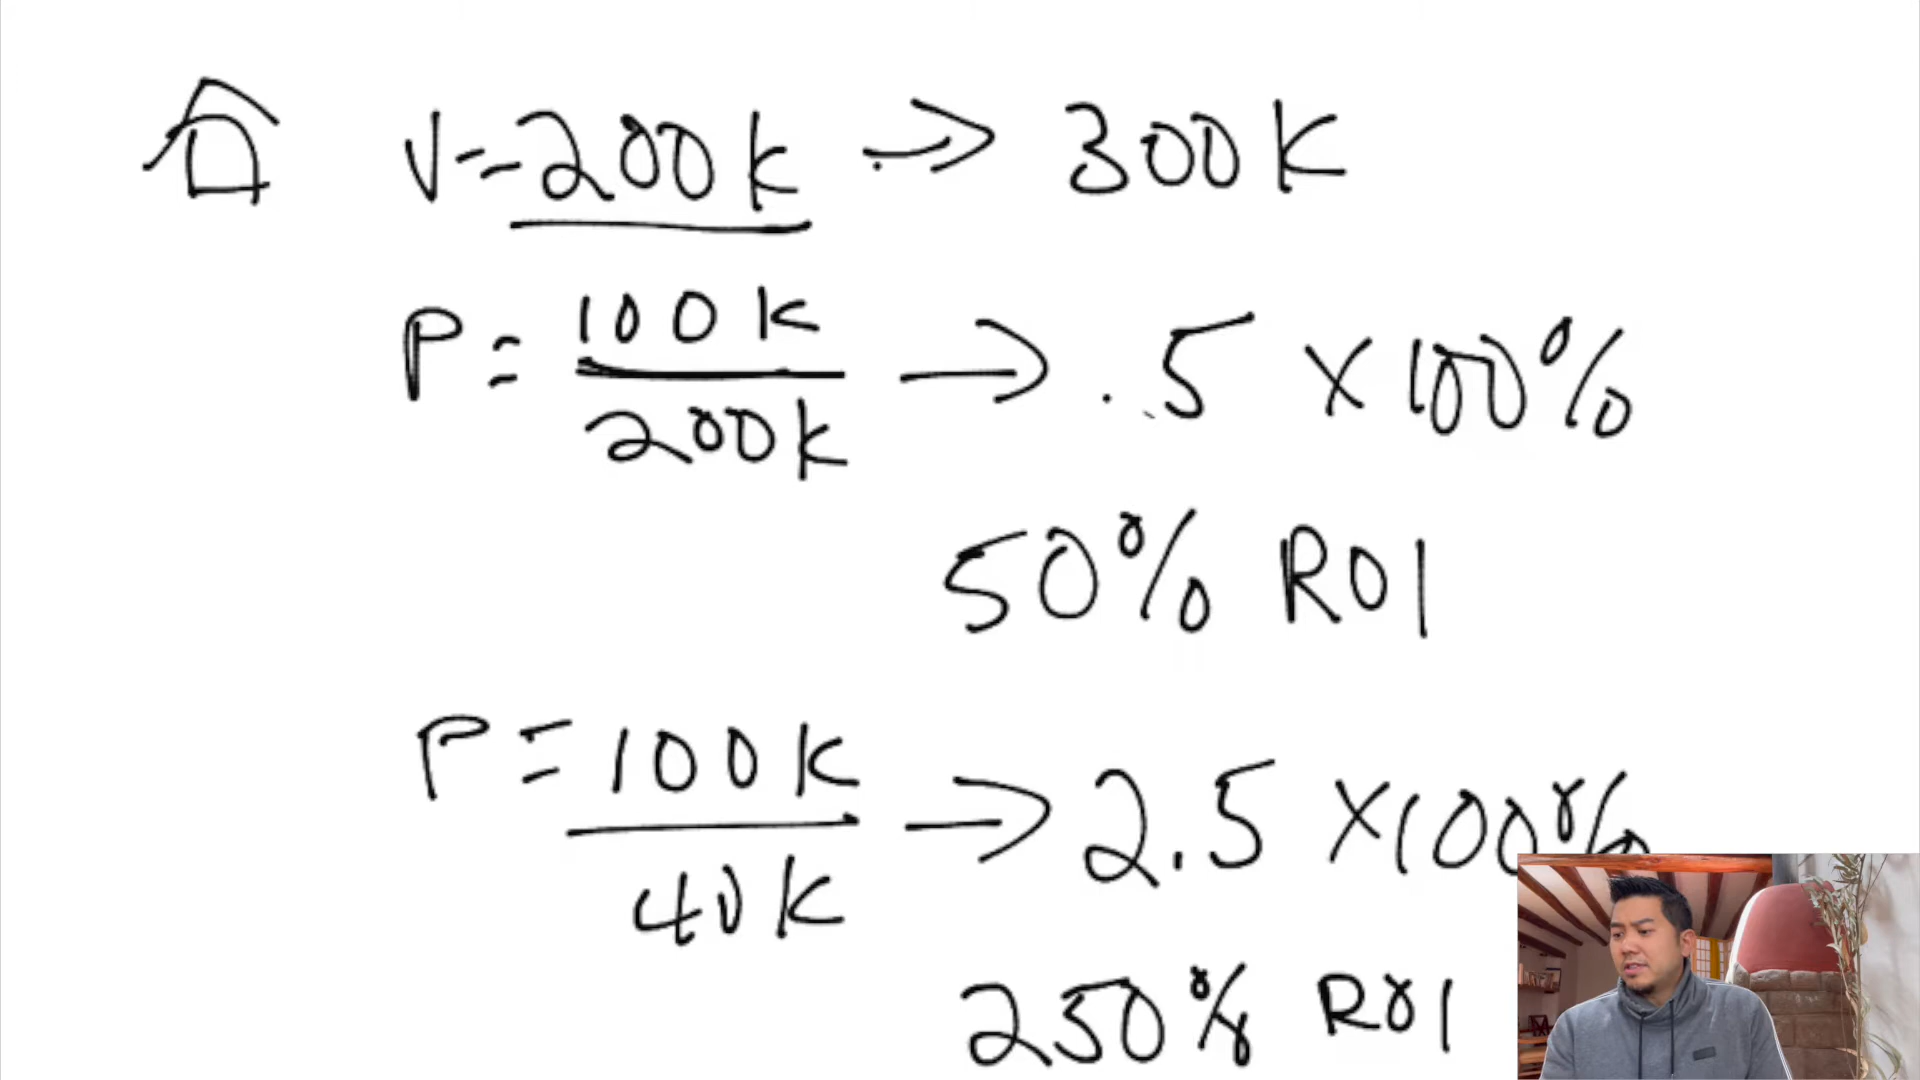 V = 200K → 300K
P = 100K / 200K → .5 × 100%
50% ROI
P = 100K / 40K → 2.5 × 100%
250% ROI